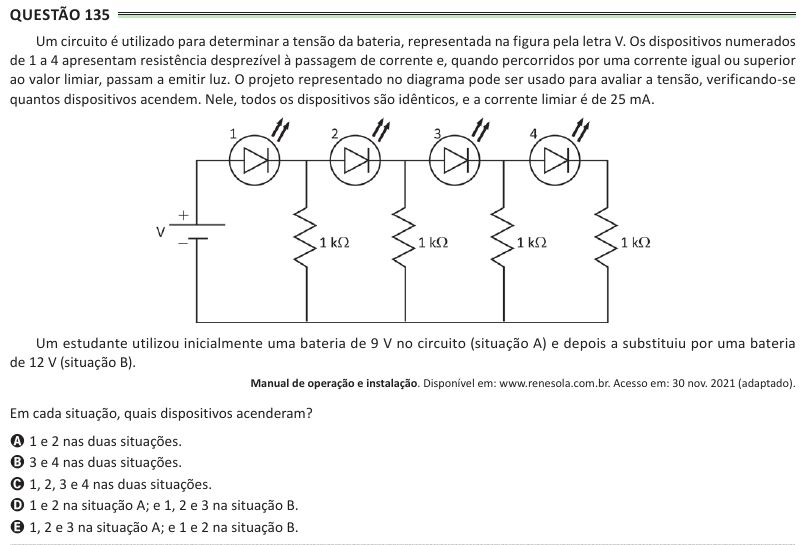 QUESTÃO 135
Um circuito é utilizado para determinar a tensão da bateria, representada na figura pela letra V. Os dispositivos numerados
de 1 a 4 apresentam resistência desprezível à passagem de corrente e, quando percorridos por uma corrente igual ou superior
ao valor limiar, passam a emitir luz. O projeto representado no diagrama pode ser usado para avaliar a tensão, verificando-se
quantos dispositivos acendem. Nele, todos os dispositivos são idênticos, e a corrente limiar é de 25 mA.
1 2 3 4
+
V
−
1 kΩ 1 kΩ 1 kΩ 1 kΩ
Um estudante utilizou inicialmente uma bateria de 9 V no circuito (situação A) e depois a substituiu por uma bateria
de 12 V (situação B).
Manual de operação e instalação. Disponível em: www.renesola.com.br. Acesso em: 30 nov. 2021 (adaptado).
Em cada situação, quais dispositivos acenderam?
A 1 e 2 nas duas situações.
B 3 e 4 nas duas situações.
C 1, 2, 3 e 4 nas duas situações.
D 1 e 2 na situação A; e 1, 2 e 3 na situação B.
E 1, 2 e 3 na situação A; e 1 e 2 na situação B.